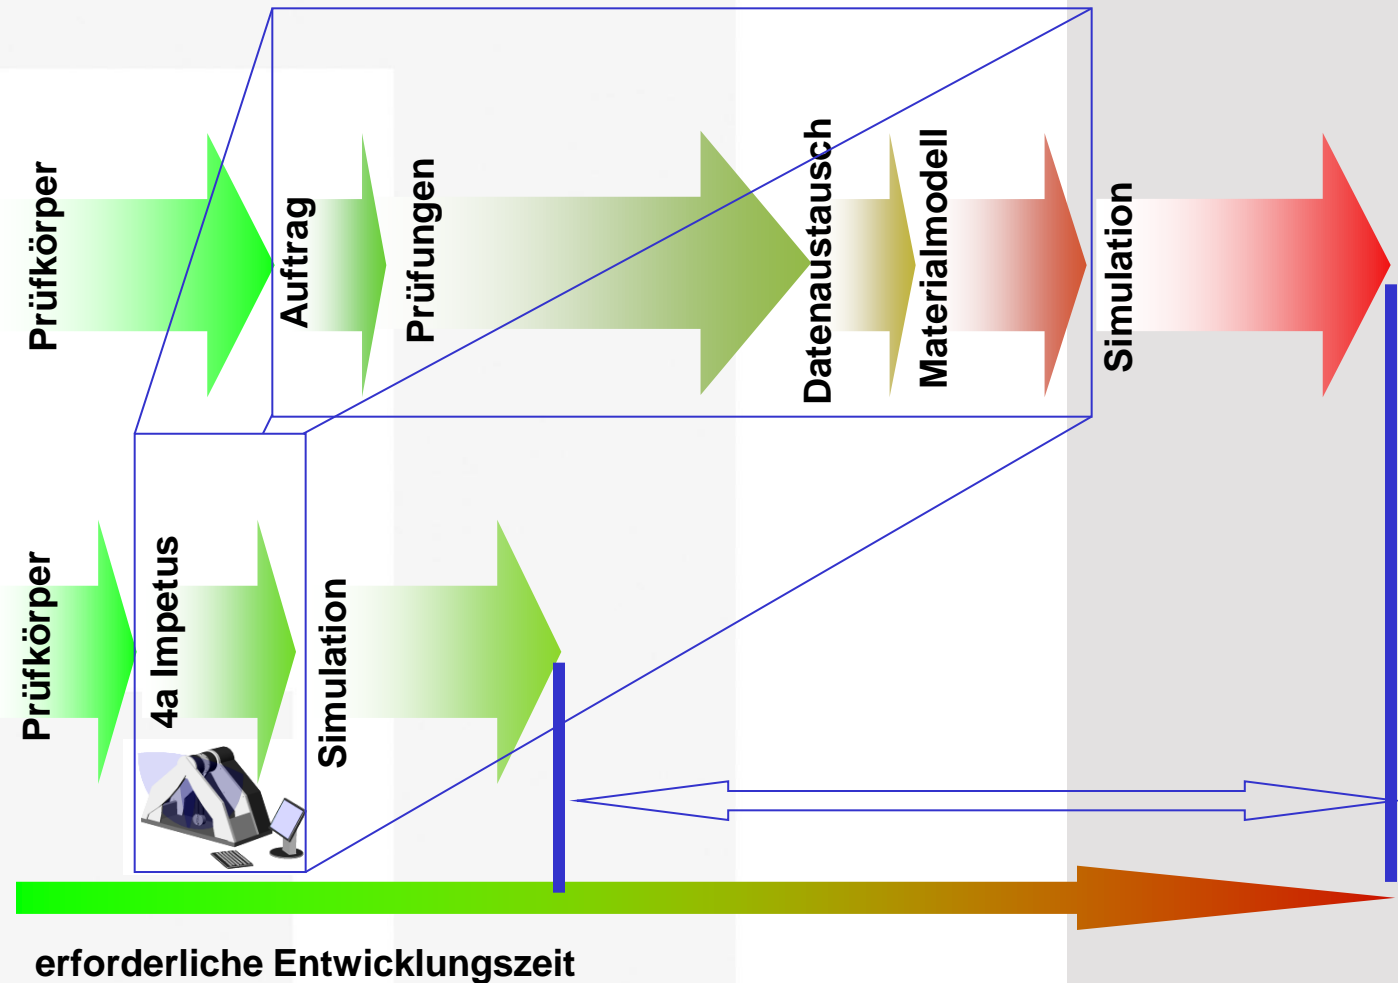 Prüfkörper
Auftrag
Prüfungen
Datenaustausch
Materialmodell
Simulation
Prüfkörper
4a Impetus
Simulation
erforderliche Entwicklungszeit